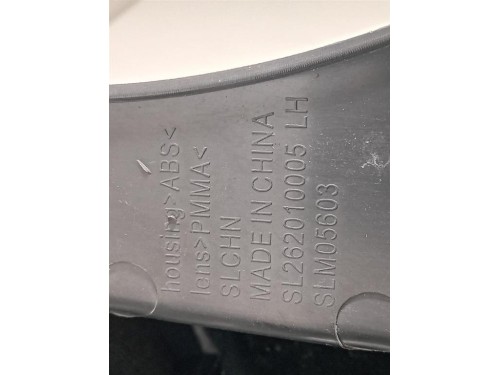 housing>ABS<
lens>PMMA<
SLCHN
MADE IN CHINA
SL262010005 LH
SLM05603